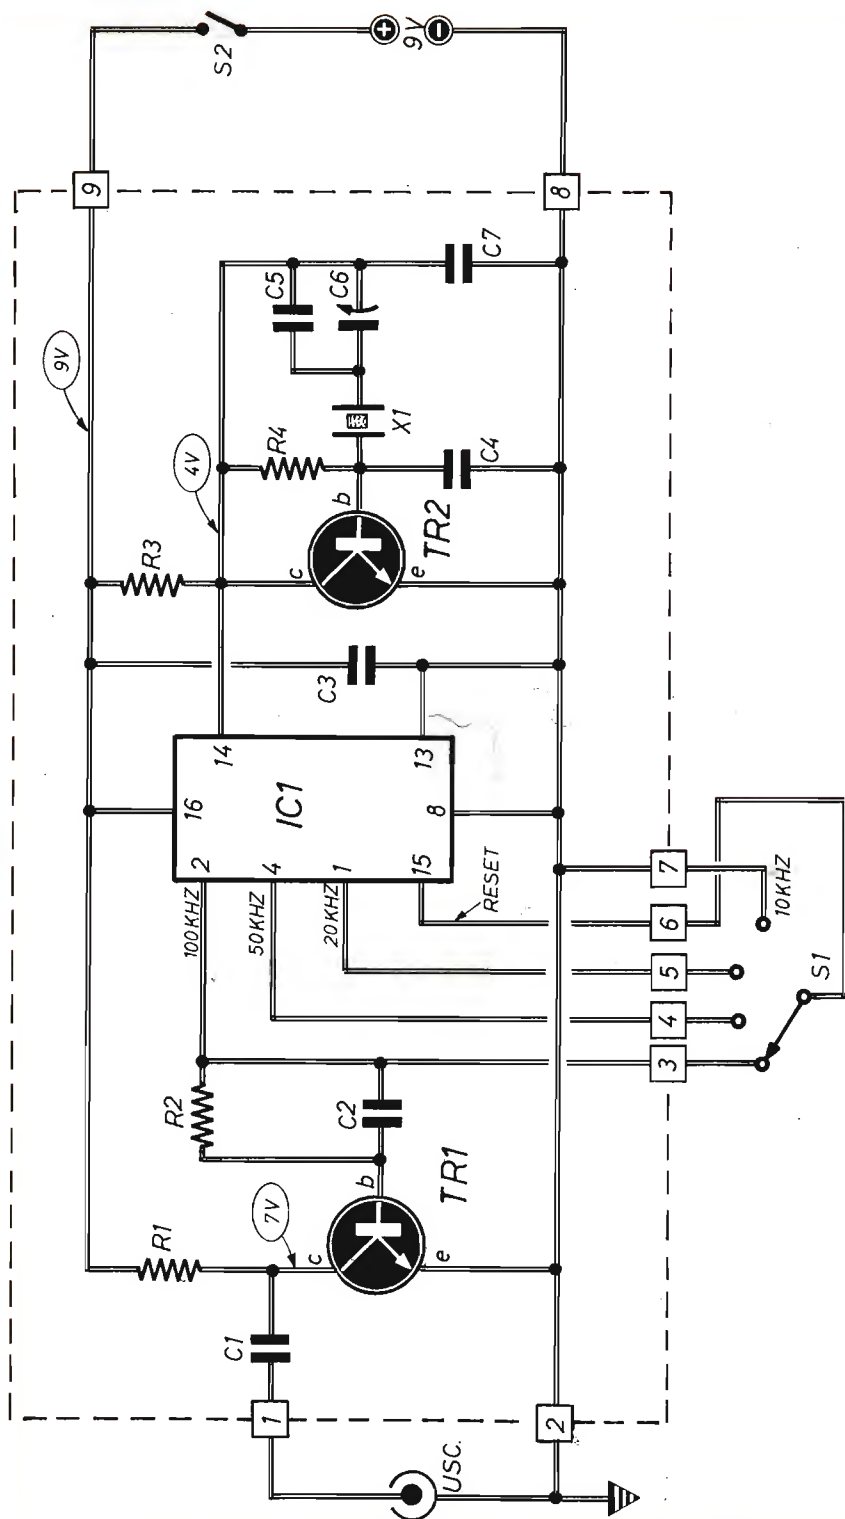 9
9V
S2
+
9V
−
8
R3
4V
R4
C5
C6
X1
C4
C7
c
b
e
TR2
C3
IC1
16
14
13
8
2
4
1
15
100KHZ
50KHZ
20KHZ
RESET
R1
7V
R2
C2
c
b
e
TR1
C1
1
2
USC.
3
4
5
6
7
10KHZ
S1